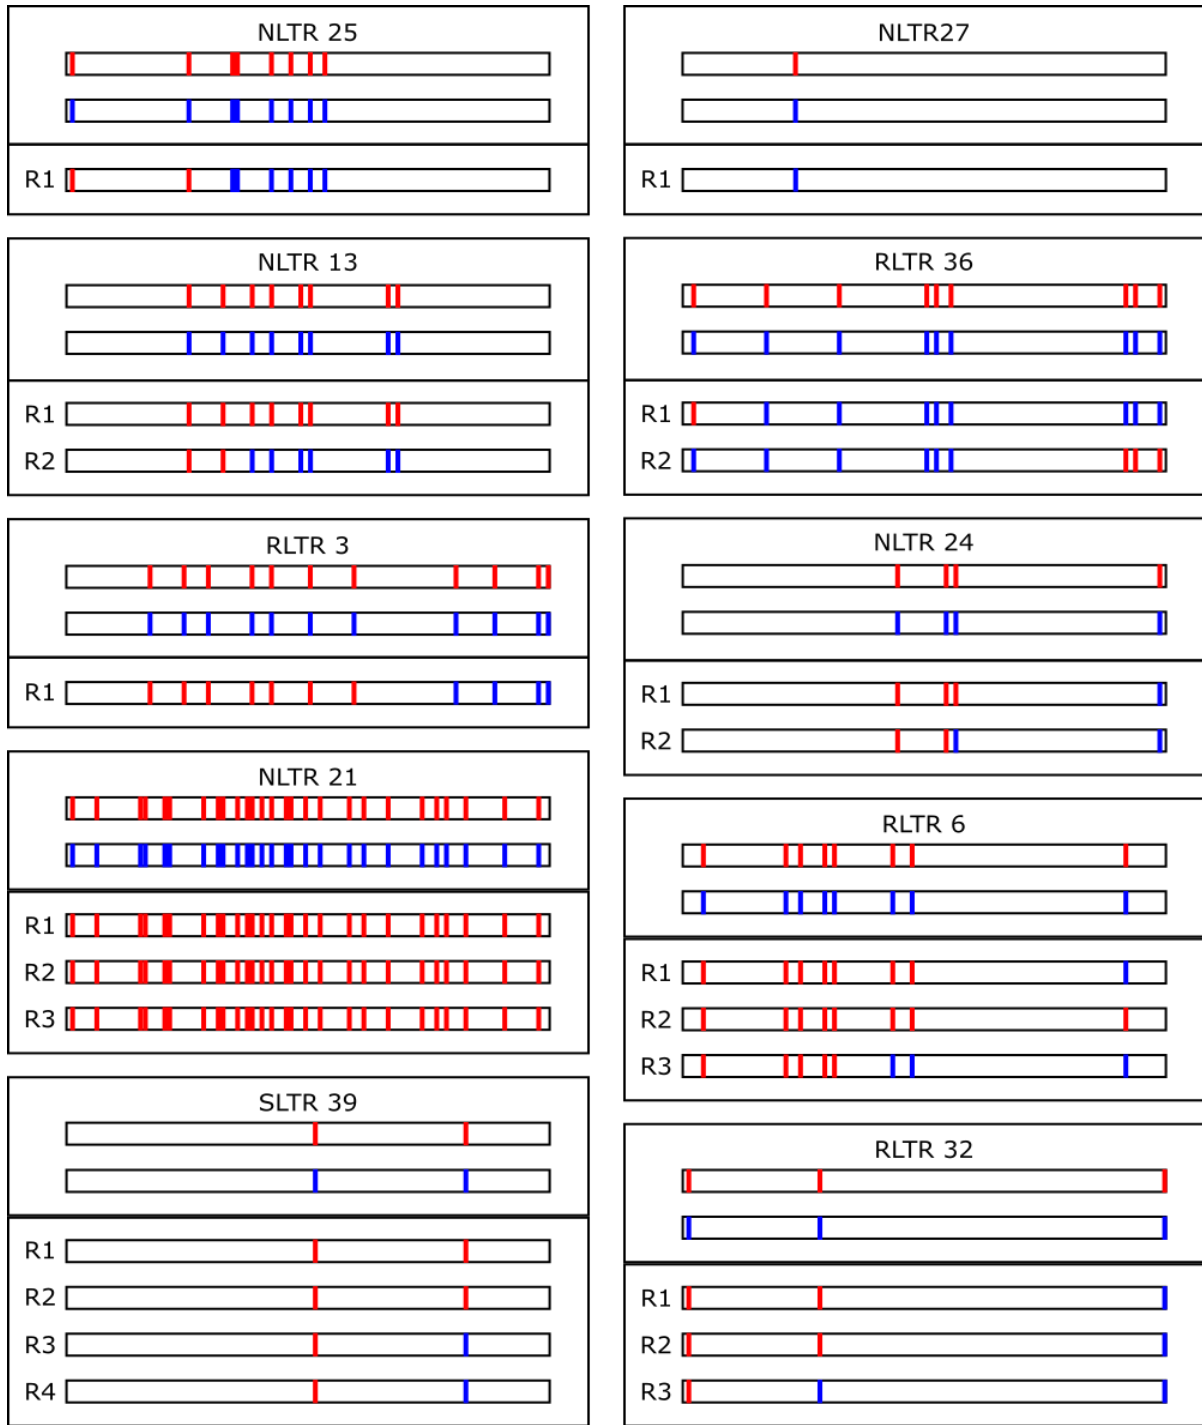 NLTR 25
R1
NLTR 13
R1
R2
RLTR 3
R1
NLTR 21
R1
R2
R3
SLTR 39
R1
R2
R3
R4
NLTR27
R1
RLTR 36
R1
R2
NLTR 24
R1
R2
RLTR 6
R1
R2
R3
RLTR 32
R1
R2
R3